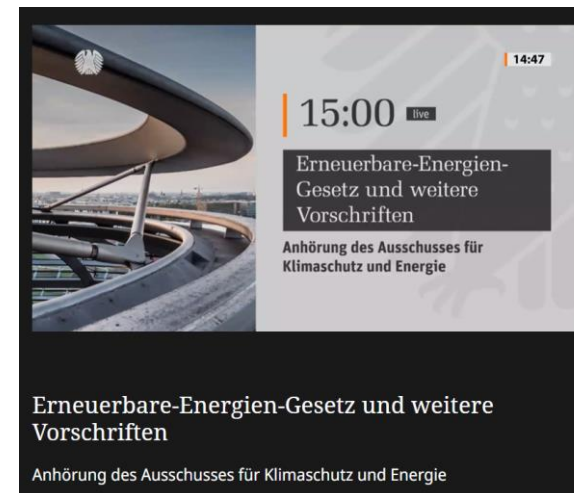 14:47
15:00 live
Erneuerbare-Energien-
Gesetz und weitere
Vorschriften
Anhörung des Ausschusses für
Klimaschutz und Energie
Erneuerbare-Energien-Gesetz und weitere
Vorschriften
Anhörung des Ausschusses für Klimaschutz und Energie